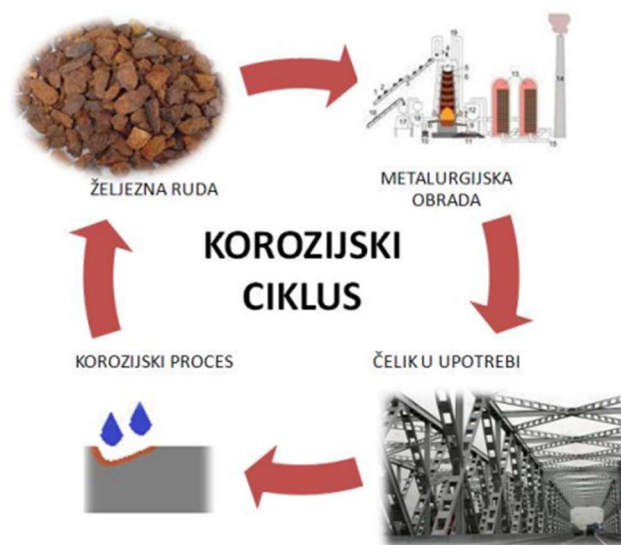 ŽELJEZNA RUDA
METALURGIJSKA
OBRADA
KOROZIJSKI
CIKLUS
KOROZIJSKI PROCES
ČELIK U UPOTREBI